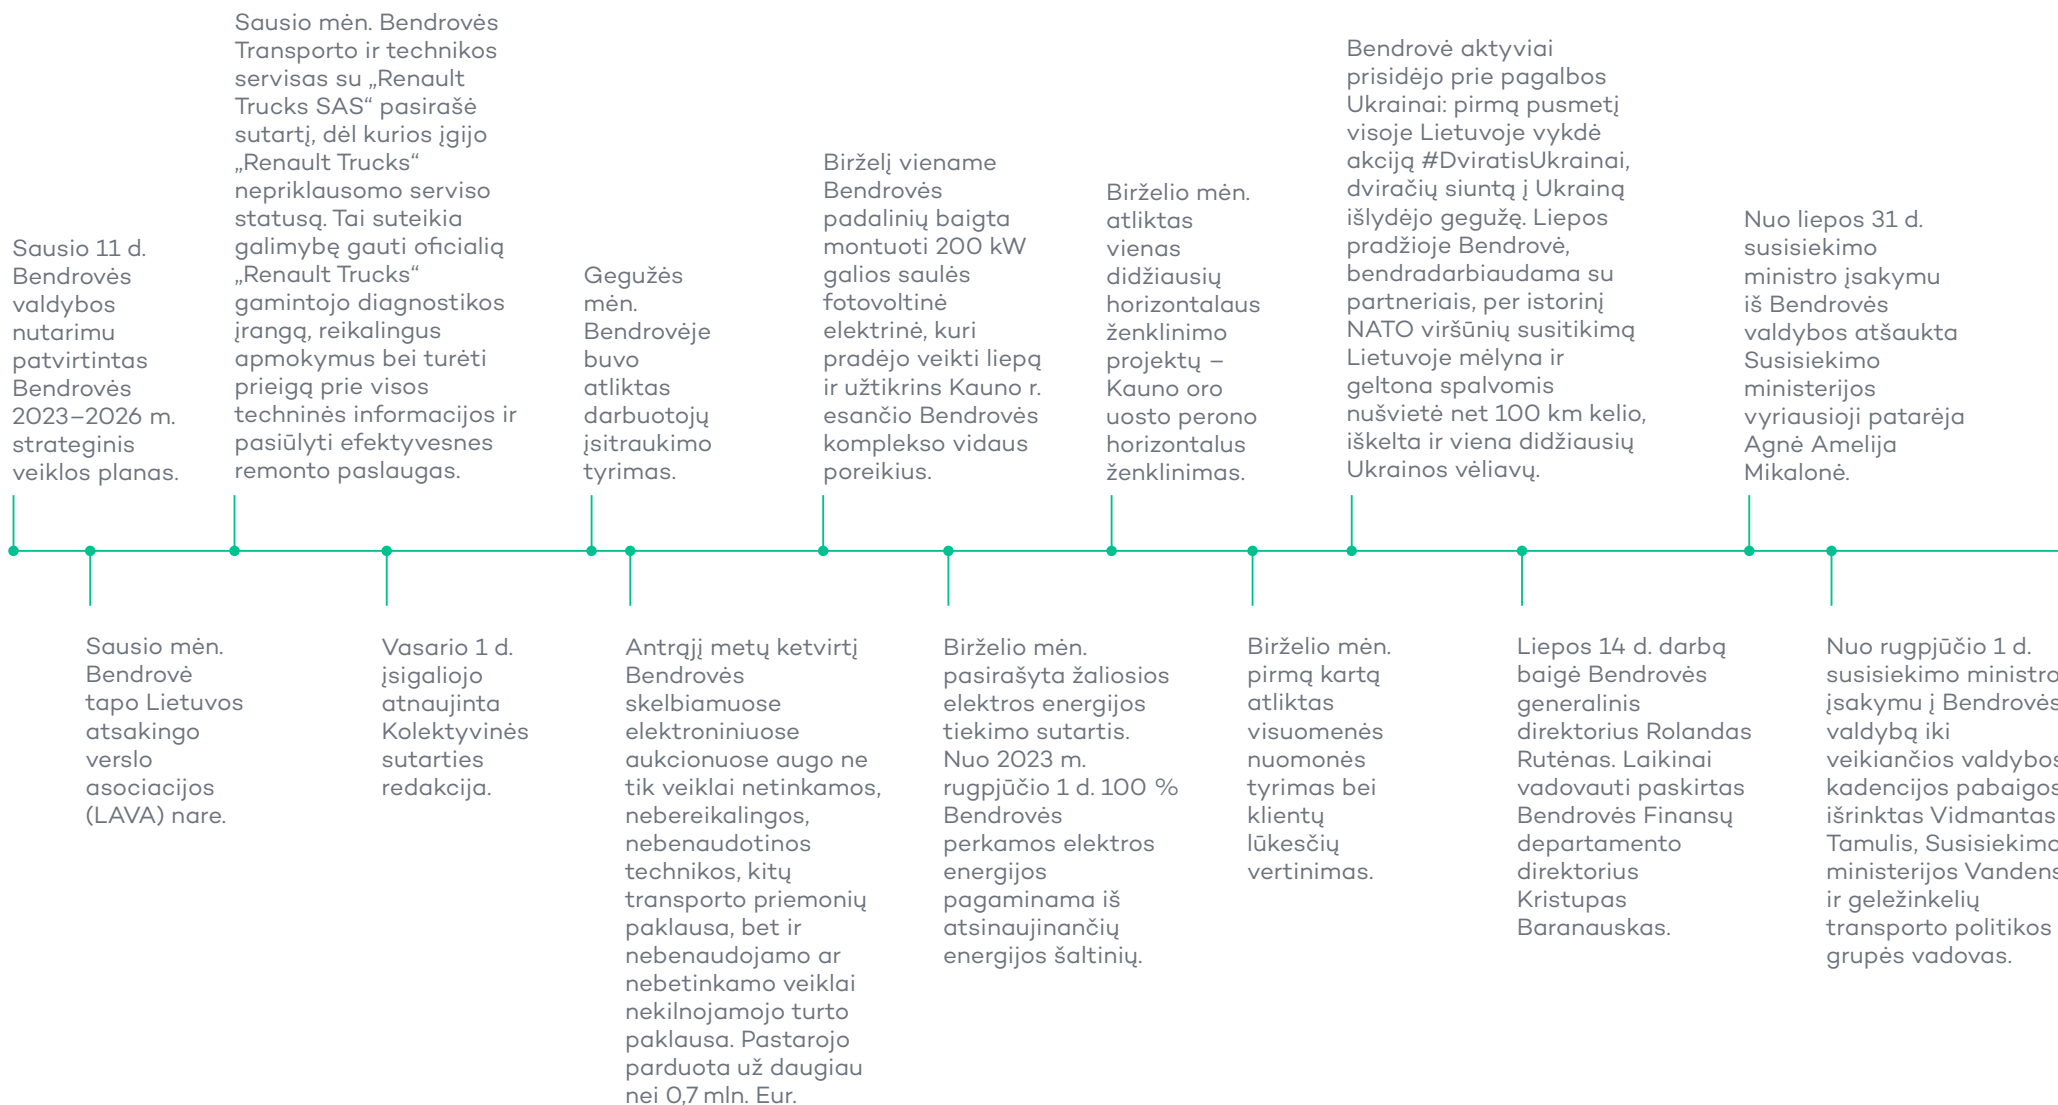 Sausio 11 d.
Bendrovės
valdybos
nutarimu
patvirtintas
Bendrovės
2023–2026 m.
strateginis
veiklos planas.
Sausio mėn.
Bendrovė
tapo Lietuvos
atsakingo
verslo
asociacijos
(LAVA) nare.
Sausio mėn. Bendrovės
Transporto ir technikos
servisas su „Renault
Trucks SAS“ pasirašė
sutartį, dėl kurios įgijo
„Renault Trucks“
nepriklausomo serviso
statusą. Tai suteikia
galimybę gauti oficialią
„Renault Trucks“
gamintojo diagnostikos
įrangą, reikalingus
apmokymus bei turėti
prieigą prie visos
techninės informacijos ir
pasiūlyti efektyvesnes
remonto paslaugas.
Vasario 1 d.
įsigaliojo
atnaujinta
Kolektyvinės
sutarties
redakcija.
Gegužės
mėn.
Bendrovėje
buvo
atliktas
darbuotojų
įsitraukimo
tyrimas.
Antrąjį metų ketvirtį
Bendrovės
skelbiamuose
elektroniniuose
aukcionuose augo ne
tik veiklai netinkamos,
nebereikalingos,
nebenaudotinos
technikos, kitų
transporto priemonių
paklausa, bet ir
nebenaudojamo ar
nebetinkamo veiklai
nekilnojamojo turto
paklausa. Pastarojo
parduota už daugiau
nei 0,7 mln. Eur.
Birželį viename
Bendrovės
padalinių baigta
montuoti 200 kW
galios saulės
fotovoltinė
elektrinė, kuri
pradėjo veikti liepą
ir užtikrins Kauno r.
esančio Bendrovės
komplekso vidaus
poreikius.
Birželio mėn.
pasirašyta žaliosios
elektros energijos
tiekimo sutartis.
Nuo 2023 m.
rugpjūčio 1 d. 100 %
Bendrovės
perkamos elektros
energijos
pagaminama iš
atsinaujinančių
energijos šaltinių.
Birželio mėn.
atliktas
vienas
didžiausių
horizontalaus
ženklinimo
projektų –
Kauno oro
uosto perono
horizontalus
ženklinimas.
Birželio mėn.
pirmą kartą
atliktas
visuomenės
nuomonės
tyrimas bei
klientų
lūkesčių
vertinimas.
Bendrovė aktyviai
prisidėjo prie pagalbos
Ukrainai: pirmą pusmetį
visoje Lietuvoje vykdė
akciją #DviratisUkrainai,
dviračių siuntą į Ukrainą
išlydėjo gegužę. Liepos
pradžioje Bendrovė,
bendradarbiaudama su
partneriais, per istorinį
NATO viršūnių susitikimą
Lietuvoje mėlyna ir
geltona spalvomis
nušvietė net 100 km kelio,
iškelta ir viena didžiausių
Ukrainos vėliavų.
Liepos 14 d. darbą
baigė Bendrovės
generalinis
direktorius Rolandas
Rutėnas. Laikinai
vadovauti paskirtas
Bendrovės Finansų
departamento
direktorius
Kristupas
Baranauskas.
Nuo liepos 31 d.
susisiekimo
ministro įsakymu
iš Bendrovės
valdybos atšaukta
Susisiekimo
ministerijos
vyriausioji patarėja
Agnė Amelija
Mikalonė.
Nuo rugpjūčio 1 d.
susisiekimo ministro
įsakymu į Bendrovės
valdybą iki
veikiančios valdybos
kadencijos pabaigos
išrinktas Vidmantas
Tamulis, Susisiekimo
ministerijos Vandens
ir geležinkelių
transporto politikos
grupės vadovas.